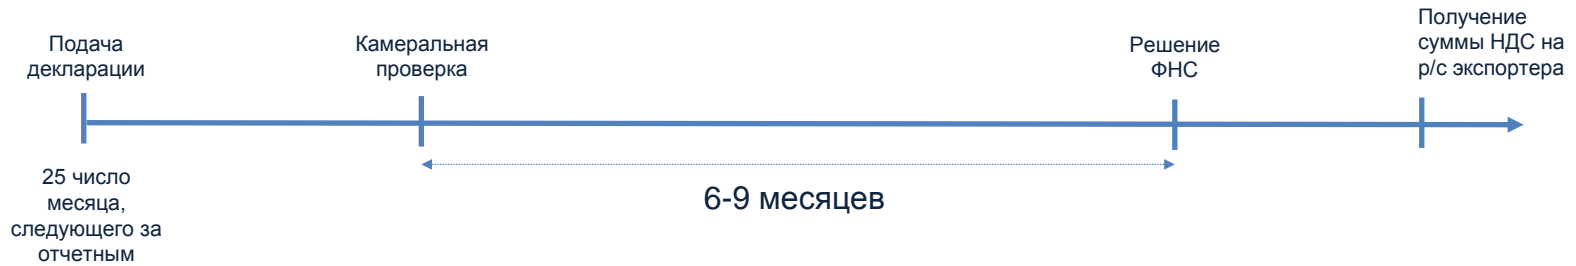 Подача
декларации
Камеральная
проверка
Решение
ФНС
Получение
суммы НДС на
р/с экспортера
25 число
месяца,
следующего за
отчетным
6-9 месяцев